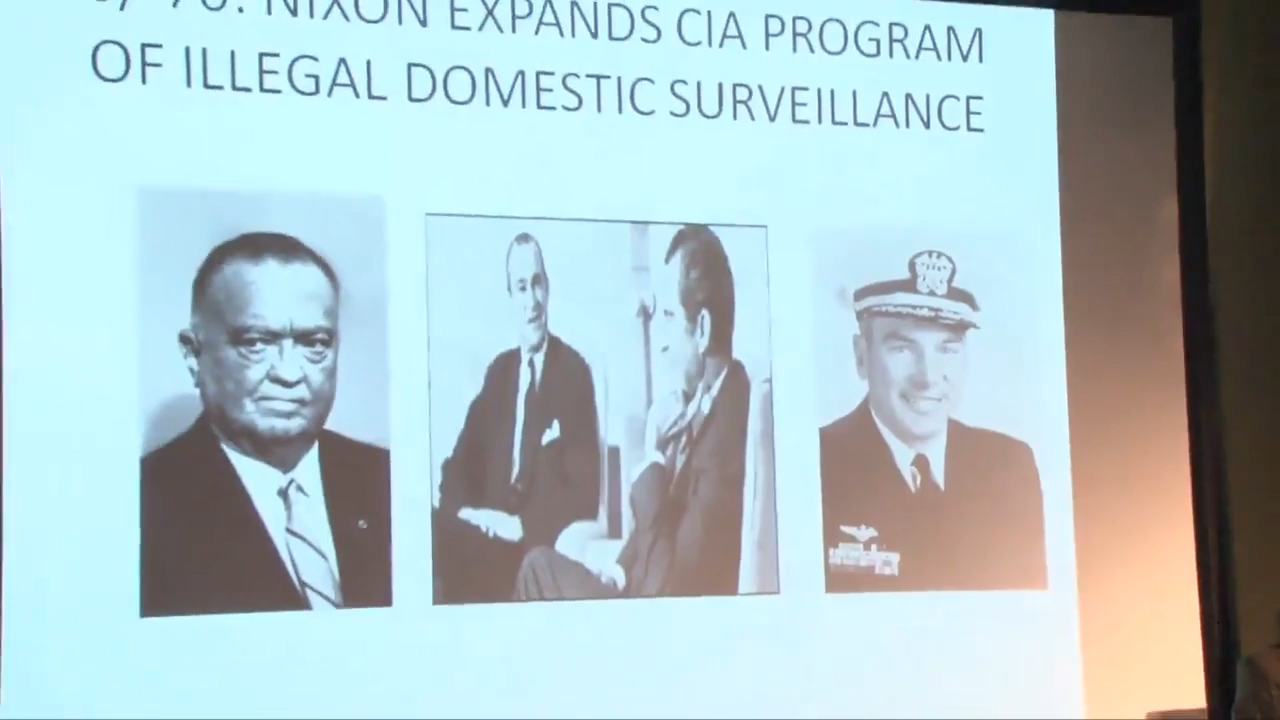 NIXON EXPANDS CIA PROGRAM
OF ILLEGAL DOMESTIC SURVEILLANCE